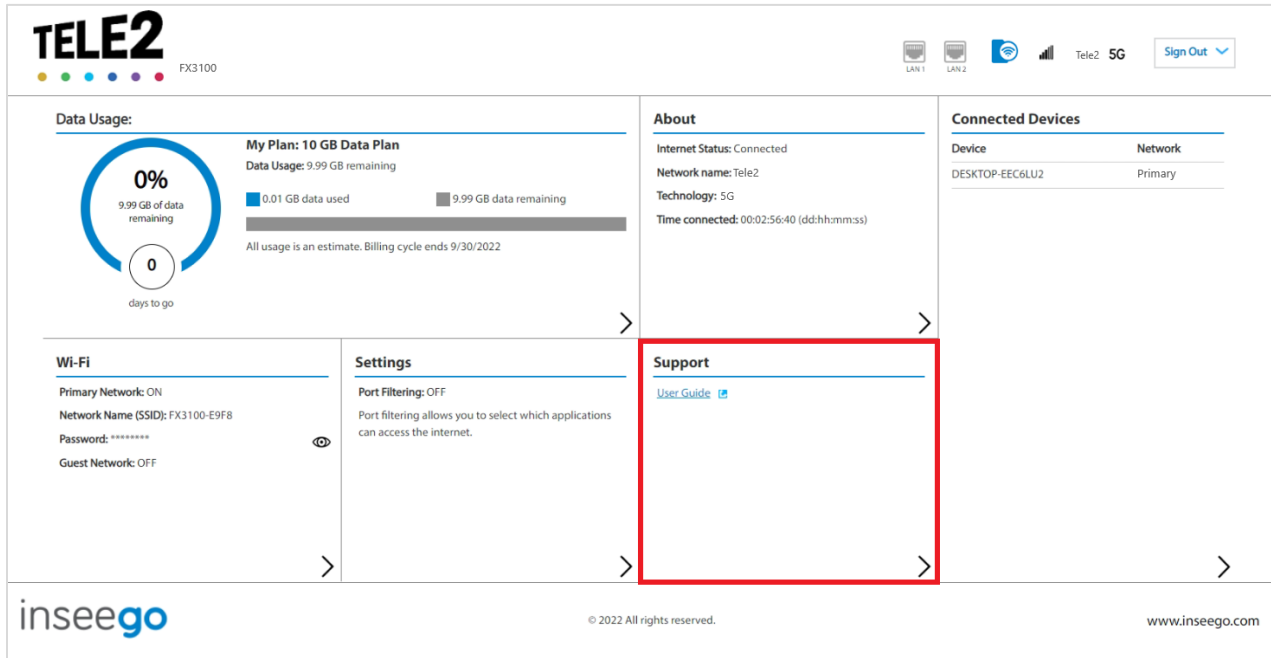 TELE2
FX3100
LAN 1
LAN 2
Tele2 5G
Sign Out
Data Usage:
0%
9.99 GB of data
remaining
0
days to go
My Plan: 10 GB Data Plan
Data Usage: 9.99 GB remaining
0.01 GB data used
9.99 GB data remaining
All usage is an estimate. Billing cycle ends 9/30/2022
About
Internet Status: Connected
Network name: Tele2
Technology: 5G
Time connected: 00:02:56:40 (dd:hh:mm:ss)
Connected Devices
Device Network
DESKTOP-EEC6LU2 Primary
Wi-Fi
Primary Network: ON
Network Name (SSID): FX3100-E9F8
Password: ********
Guest Network: OFF
Settings
Port Filtering: OFF
Port filtering allows you to select which applications
can access the internet.
Support
User Guide
inseego
© 2022 All rights reserved.
www.inseego.com